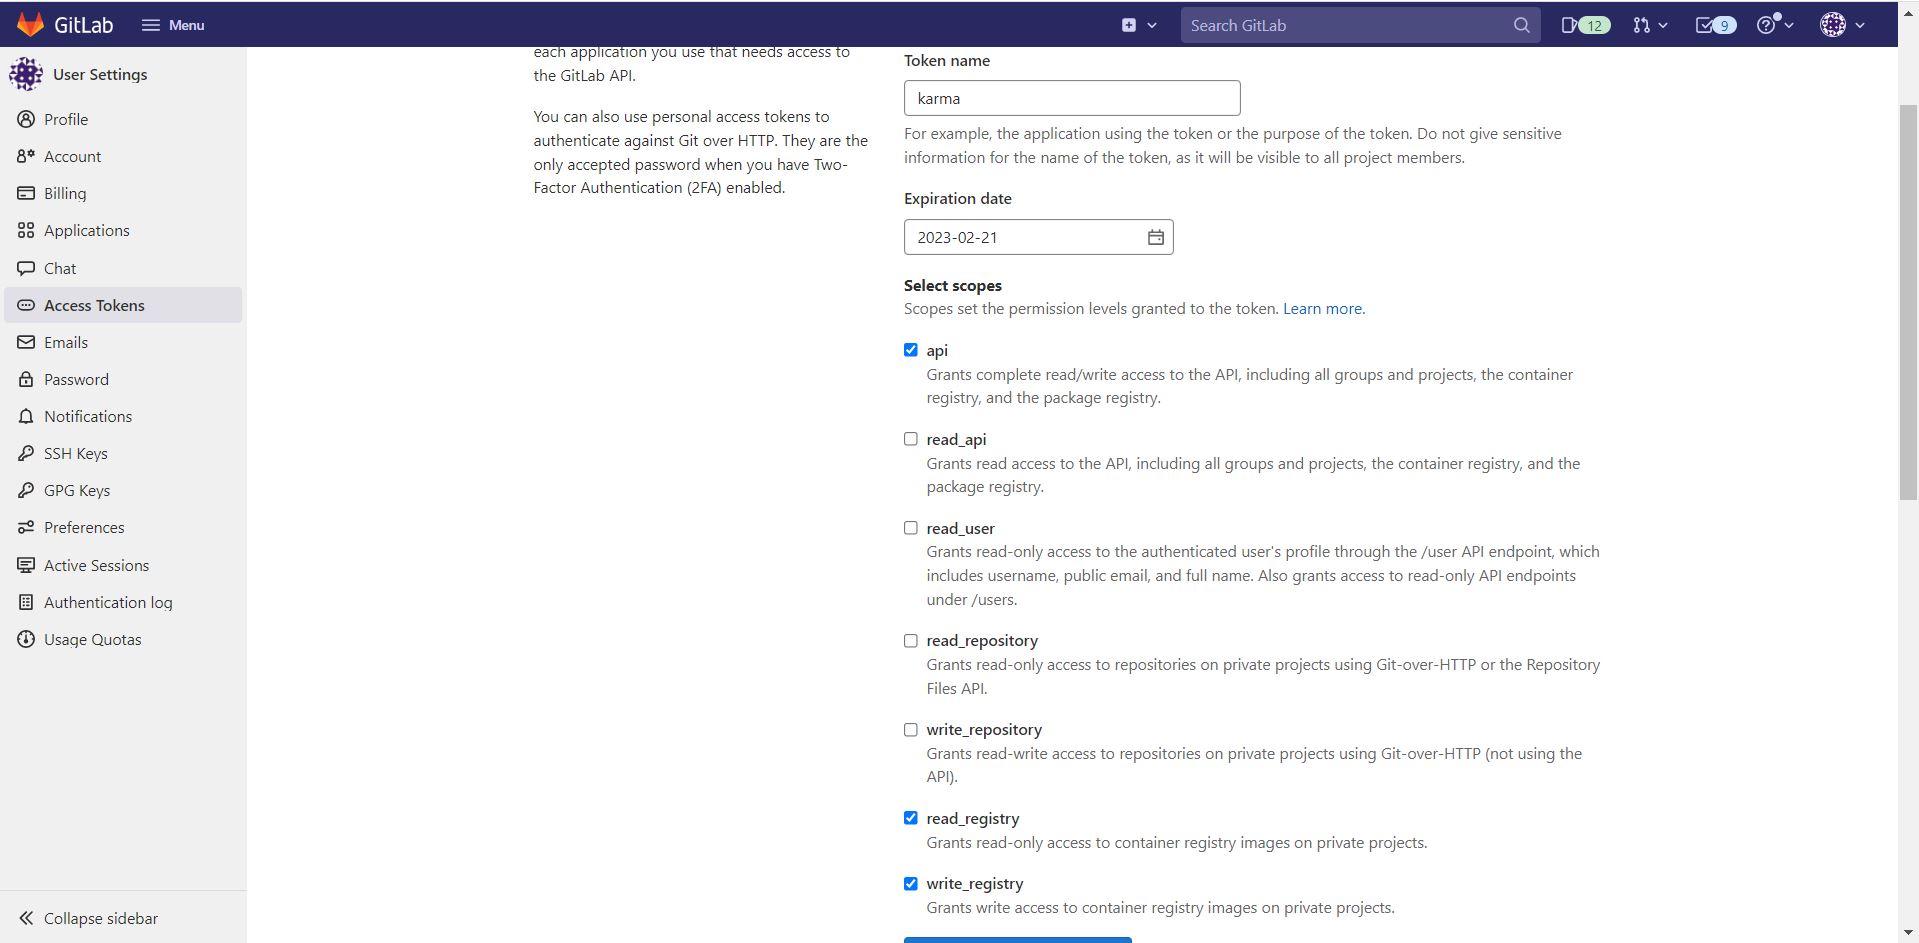 GitLab
Menu
Search GitLab
12
9
User Settings
Profile
Account
Billing
Applications
Chat
Access Tokens
Emails
Password
Notifications
SSH Keys
GPG Keys
Preferences
Active Sessions
Authentication log
Usage Quotas
Collapse sidebar
each application you use that needs access to
the GitLab API.
You can also use personal access tokens to
authenticate against Git over HTTP. They are the
only accepted password when you have Two-
Factor Authentication (2FA) enabled.
Token name
karma
For example, the application using the token or the purpose of the token. Do not give sensitive
information for the name of the token, as it will be visible to all project members.
Expiration date
2023-02-21
Select scopes
Scopes set the permission levels granted to the token. Learn more.
api
Grants complete read/write access to the API, including all groups and projects, the container
registry, and the package registry.
read_api
Grants read access to the API, including all groups and projects, the container registry, and the
package registry.
read_user
Grants read-only access to the authenticated user's profile through the /user API endpoint, which
includes username, public email, and full name. Also grants access to read-only API endpoints
under /users.
read_repository
Grants read-only access to repositories on private projects using Git-over-HTTP or the Repository
Files API.
write_repository
Grants read-write access to repositories on private projects using Git-over-HTTP (not using the
API).
read_registry
Grants read-only access to container registry images on private projects.
write_registry
Grants write access to container registry images on private projects.